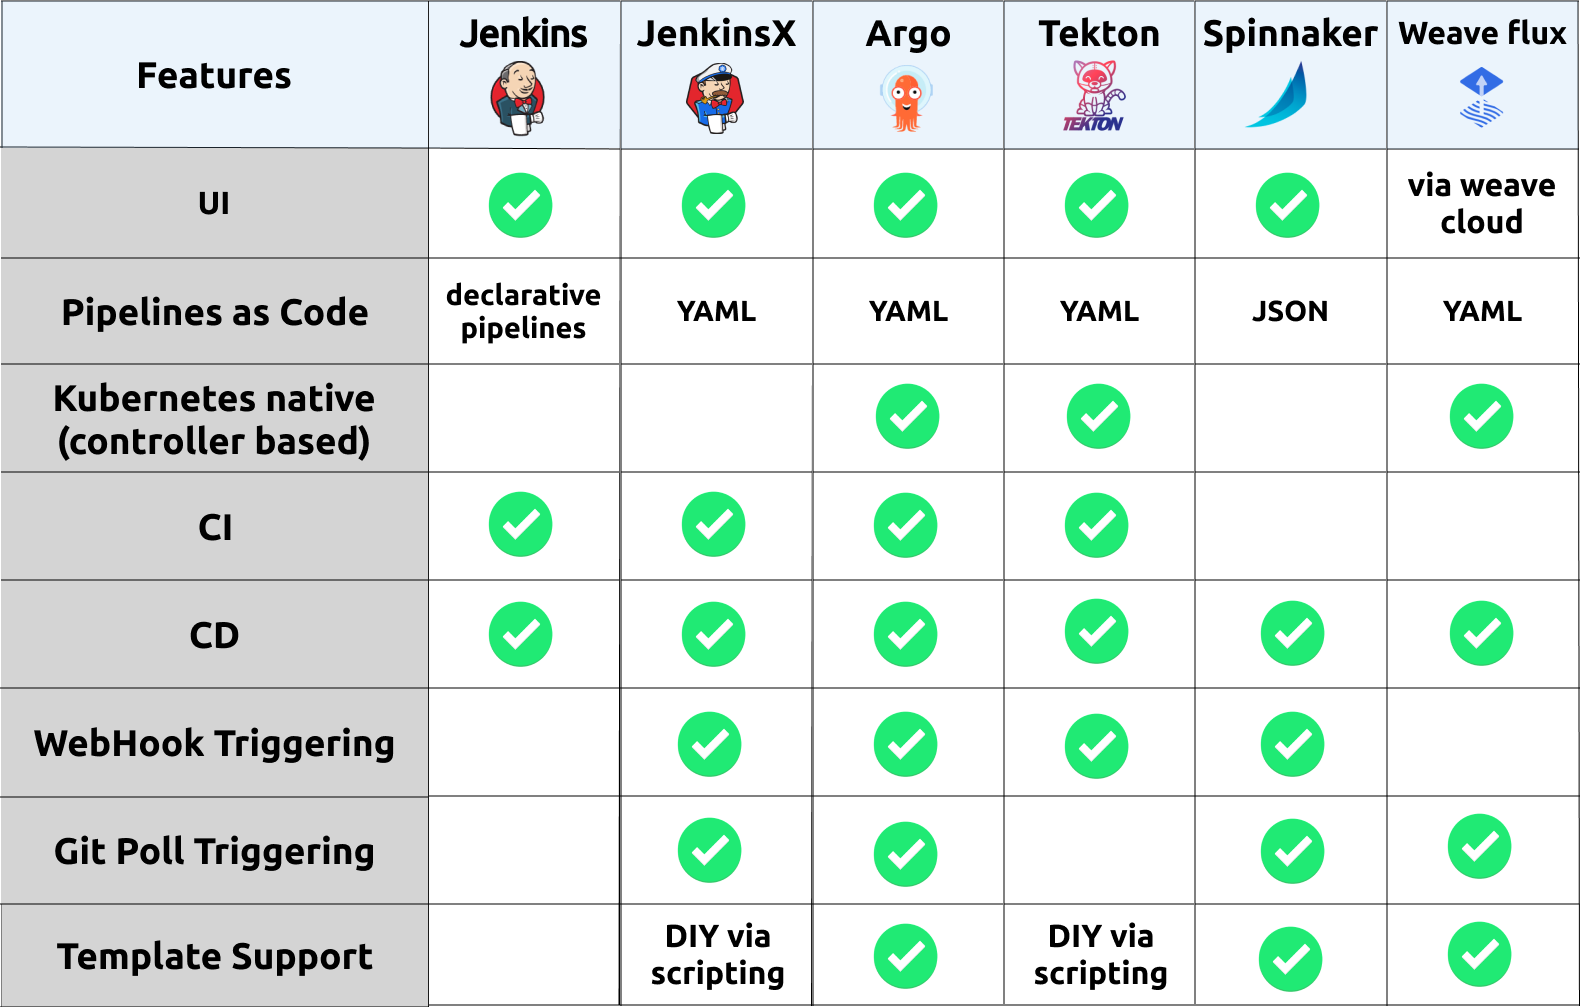 Features
Jenkins
JenkinsX
Argo
Tekton
TEKTON
Spinnaker
Weave flux
UI
via weave
cloud
Pipelines as Code
declarative
pipelines
YAML
YAML
YAML
JSON
YAML
Kubernetes native
(controller based)
CI
CD
WebHook Triggering
Git Poll Triggering
Template Support
DIY via
scripting
DIY via
scripting